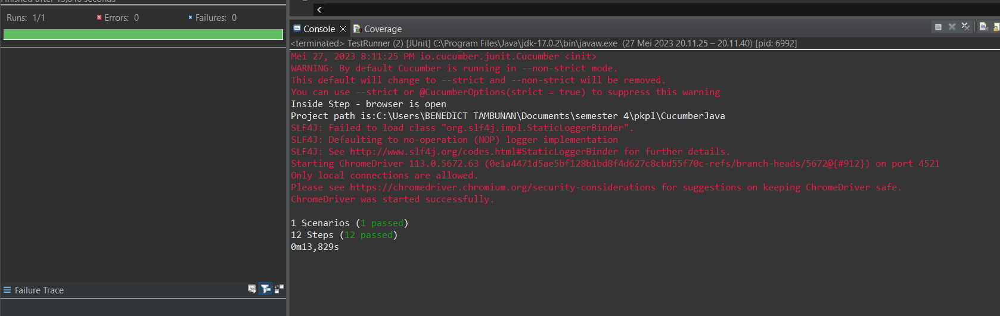 Finished after 13,840 seconds
Runs: 1/1
Errors: 0
Failures: 0
Failure Trace
<
Console
Coverage
<terminated> TestRunner (2) [JUnit] C:\Program Files\Java\jdk-17.0.2\bin\javaw.exe (27 Mei 2023 20.11.25 – 20.11.40) [pid: 6992]
Mei 27, 2023 8:11:25 PM io.cucumber.junit.Cucumber <init>
WARNING: By default Cucumber is running in --non-strict mode.
This default will change to --strict and --non-strict will be removed.
You can use --strict or @CucumberOptions(strict = true) to suppress this warning
Inside Step - browser is open
Project path is:C:\Users\BENEDICT TAMBUNAN\Documents\semester 4\pkpl\CucumberJava
SLF4J: Failed to load class "org.slf4j.impl.StaticLoggerBinder".
SLF4J: Defaulting to no-operation (NOP) logger implementation
SLF4J: See http://www.slf4j.org/codes.html#StaticLoggerBinder for further details.
Starting ChromeDriver 113.0.5672.63 (0e1a4471d5ae5bf128b1bd8f4d627c8cbd55f70c-refs/branch-heads/5672@{#912}) on port 4521
Only local connections are allowed.
Please see https://chromedriver.chromium.org/security-considerations for suggestions on keeping ChromeDriver safe.
ChromeDriver was started successfully.
1 Scenarios (1 passed)
12 Steps (12 passed)
0m13,829s